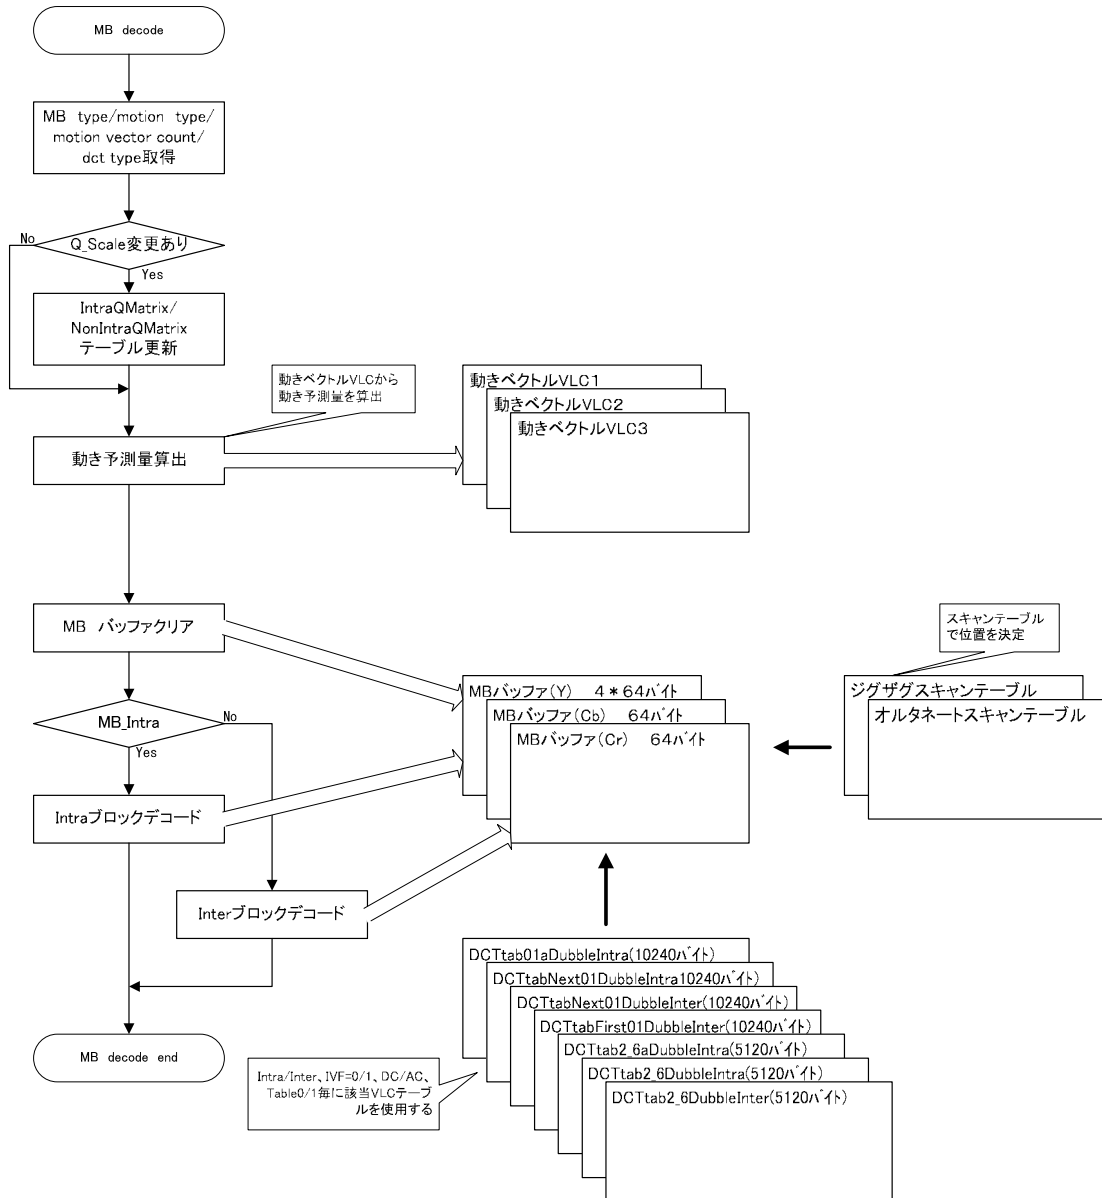 MB decode
MB type/motion type/
motion vector count/
dct type取得
Q_Scale変更あり
No
Yes
IntraQMatrix/
NonIntraQMatrix
テーブル更新
動きベクトルVLCから
動き予測量を算出
動きベクトルVLC1
動きベクトルVLC2
動きベクトルVLC3
動き予測量算出
MB バッファクリア
スキャンテーブル
で位置を決定
MBバッファ(Y) 4*64バイト
MBバッファ(Cb) 64バイト
MBバッファ(Cr) 64バイト
ジグザグスキャンテーブル
オルタネートスキャンテーブル
MB_Intra
No
Yes
Intraブロックデコード
Interブロックデコード
DCTtab01aDubbleIntra(10240バイト)
DCTtabNext01DubbleIntra10240バイト)
DCTtabNext01DubbleInter(10240バイト)
DCTtabFirst01DubbleInter(10240バイト)
DCTtab2_6aDubbleIntra(5120バイト)
DCTtab2_6DubbleIntra(5120バイト)
DCTtab2_6DubbleInter(5120バイト)
MB decode end
Intra/Inter、IVF=0/1、DC/AC、
Table0/1毎に該当VLCテーブ
ルを使用する